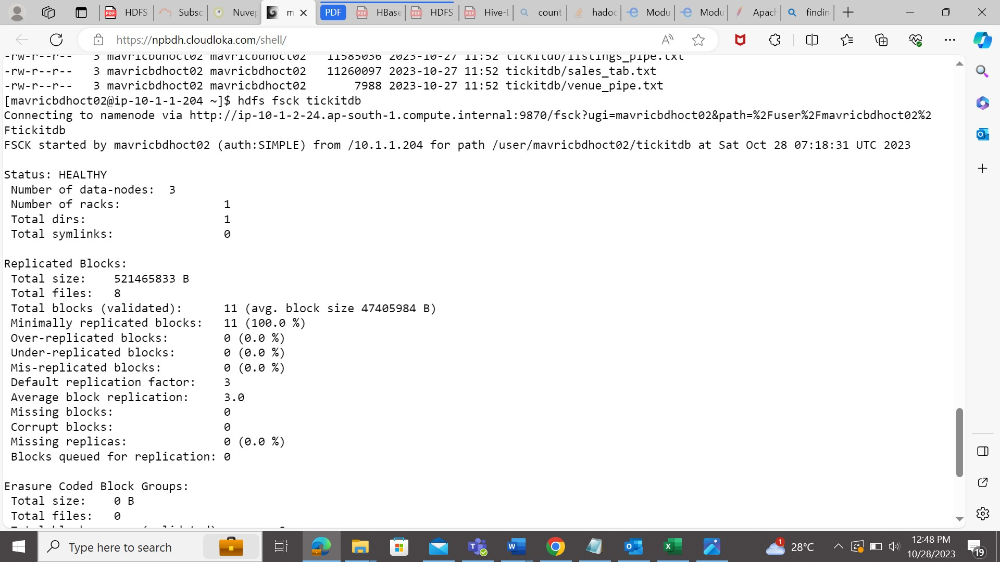 HDFS
Subsc
Nuvep
m
PDF
HBase
HDFS_
Hive-L
count
hadoc
Modu
Modu
Apach
findin
https://npbdh.cloudloka.com/shell/
-rw-r--r--   3 mavricbdhoct02 mavricbdhoct02   11585036 2023-10-27 11:52 tickitdb/listings_pipe.txt
-rw-r--r--   3 mavricbdhoct02 mavricbdhoct02   11260097 2023-10-27 11:52 tickitdb/sales_tab.txt
-rw-r--r--   3 mavricbdhoct02 mavricbdhoct02       7988 2023-10-27 11:52 tickitdb/venue_pipe.txt
[mavricbdhoct02@ip-10-1-1-204 ~]$ hdfs fsck tickitdb
Connecting to namenode via http://ip-10-1-2-24.ap-south-1.compute.internal:9870/fsck?ugi=mavricbdhoct02&path=%2Fuser%2Fmavricbdhoct02%2
Ftickitdb
FSCK started by mavricbdhoct02 (auth:SIMPLE) from /10.1.1.204 for path /user/mavricbdhoct02/tickitdb at Sat Oct 28 07:18:31 UTC 2023
Status: HEALTHY
Number of data-nodes:  3
Number of racks:               1
Total dirs:                    1
Total symlinks:                0
Replicated Blocks:
Total size:    521465833 B
Total files:   8
Total blocks (validated):      11 (avg. block size 47405984 B)
Minimally replicated blocks:   11 (100.0 %)
Over-replicated blocks:        0 (0.0 %)
Under-replicated blocks:       0 (0.0 %)
Mis-replicated blocks:         0 (0.0 %)
Default replication factor:    3
Average block replication:     3.0
Missing blocks:                0
Corrupt blocks:                0
Missing replicas:              0 (0.0 %)
Blocks queued for replication: 0
Erasure Coded Block Groups:
Total size:    0 B
Total files:   0
Type here to search
1
28°C
12:48 PM
10/28/2023
19